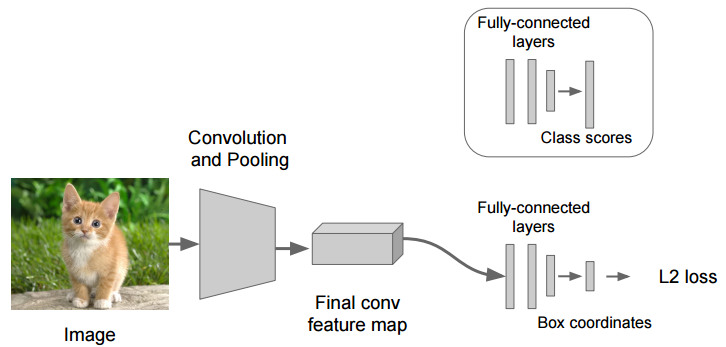 Fully-connected
layers
Class scores
Convolution
and Pooling
Fully-connected
layers
L2 loss
Final conv
feature map
Box coordinates
Image